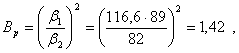 B_p = (β_1/β_2)^2 = (116,6·89/82)^2 = 1,42 ,